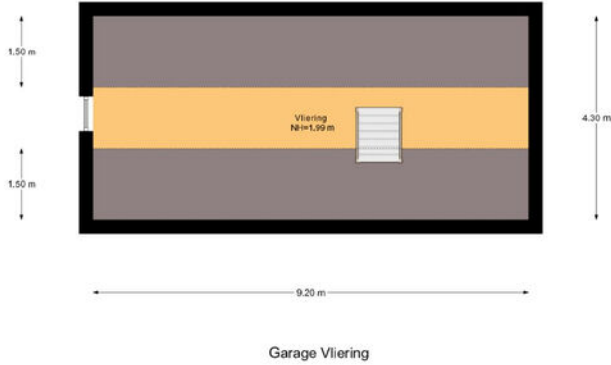 1.50 m
4.30 m
Vliering
NH=1.99 m
1.50 m
9.20 m
Garage Vliering